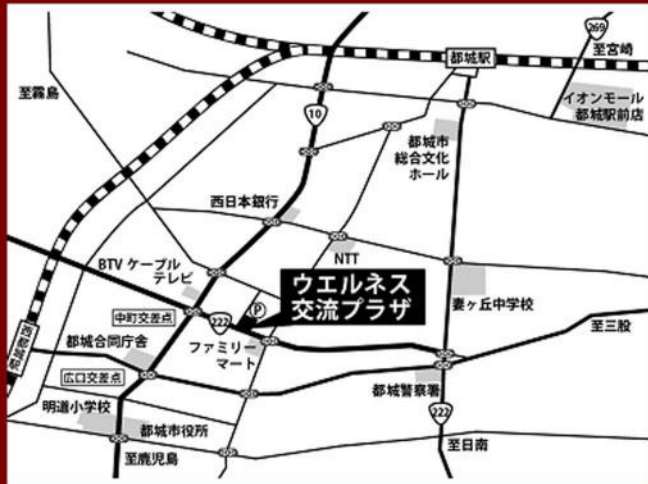 269
至宮崎
都城駅
イオンモール
都城駅前店
至霧島
10
都城市
総合文化
ホール
西日本銀行
NTT
BTV ケーブル
テレビ
ウエルネス
交流プラザ
P
妻ヶ丘中学校
中町交差点
222
至三股
西都城駅
都城合同庁舎
ファミリー
マート
広口交差点
都城警察署
明道小学校
222
都城市役所
至日南
至鹿児島